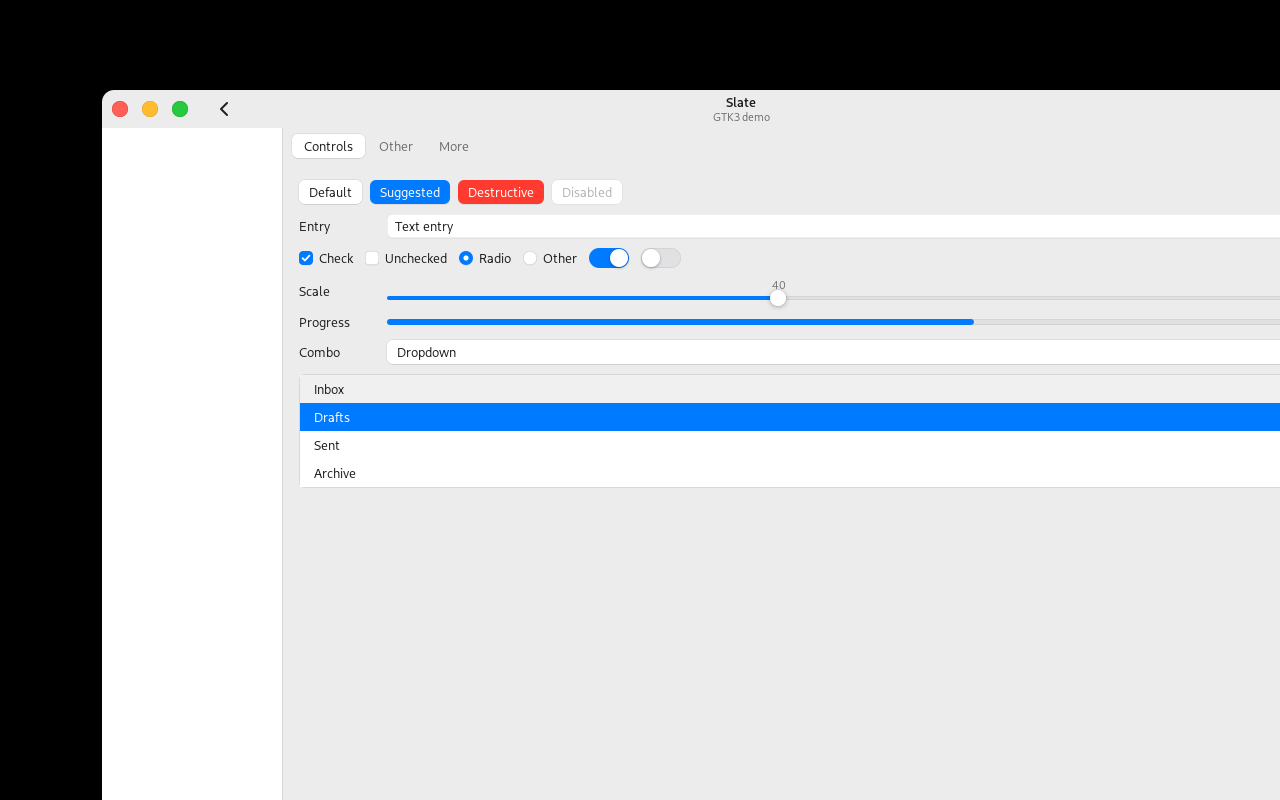 Slate
GTK3 demo
Controls Other More
Default Suggested Destructive Disabled
Entry Text entry
Check Unchecked Radio Other
40
Scale
Progress
Combo Dropdown
Inbox
Drafts
Sent
Archive